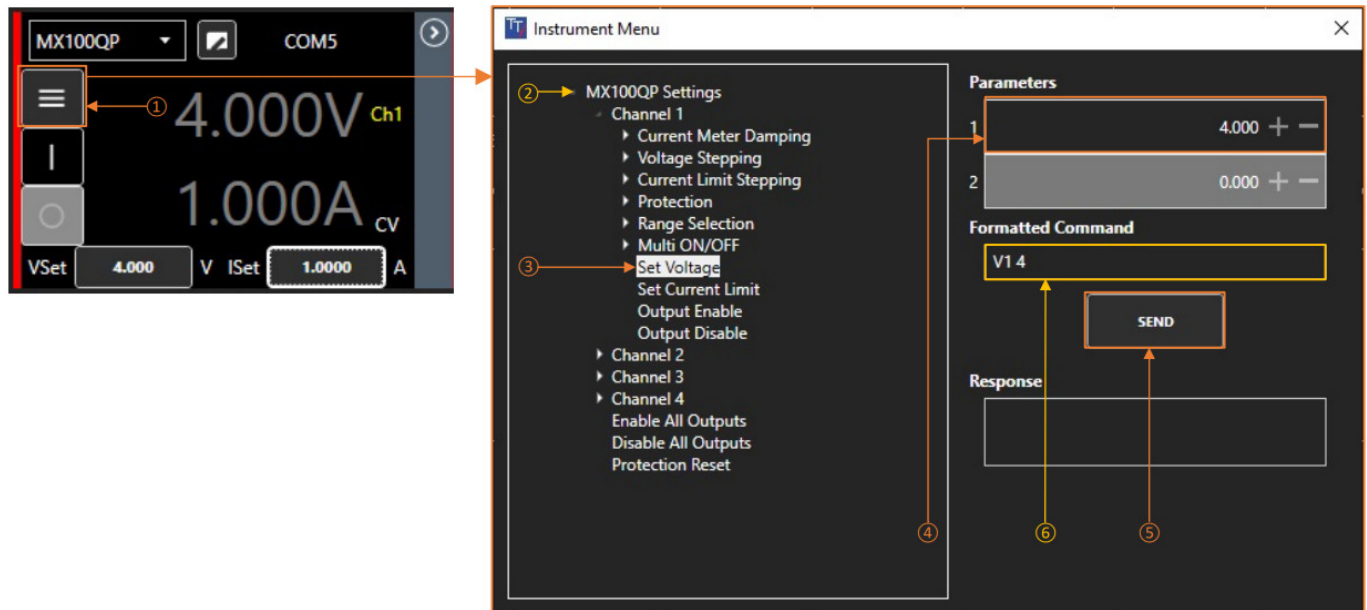 MX100QP
COM5
①
4.000V Ch1
1.000A CV
VSet 4.000 V ISet 1.0000 A
TT Instrument Menu
② MX100QP Settings
Channel 1
Current Meter Damping
Voltage Stepping
Current Limit Stepping
Protection
Range Selection
Multi ON/OFF
③ Set Voltage
Set Current Limit
Output Enable
Output Disable
Channel 2
Channel 3
Channel 4
Enable All Outputs
Disable All Outputs
Protection Reset
Parameters
1 4.000
2 0.000
Formatted Command
V1 4
SEND
Response
④ ⑥ ⑤